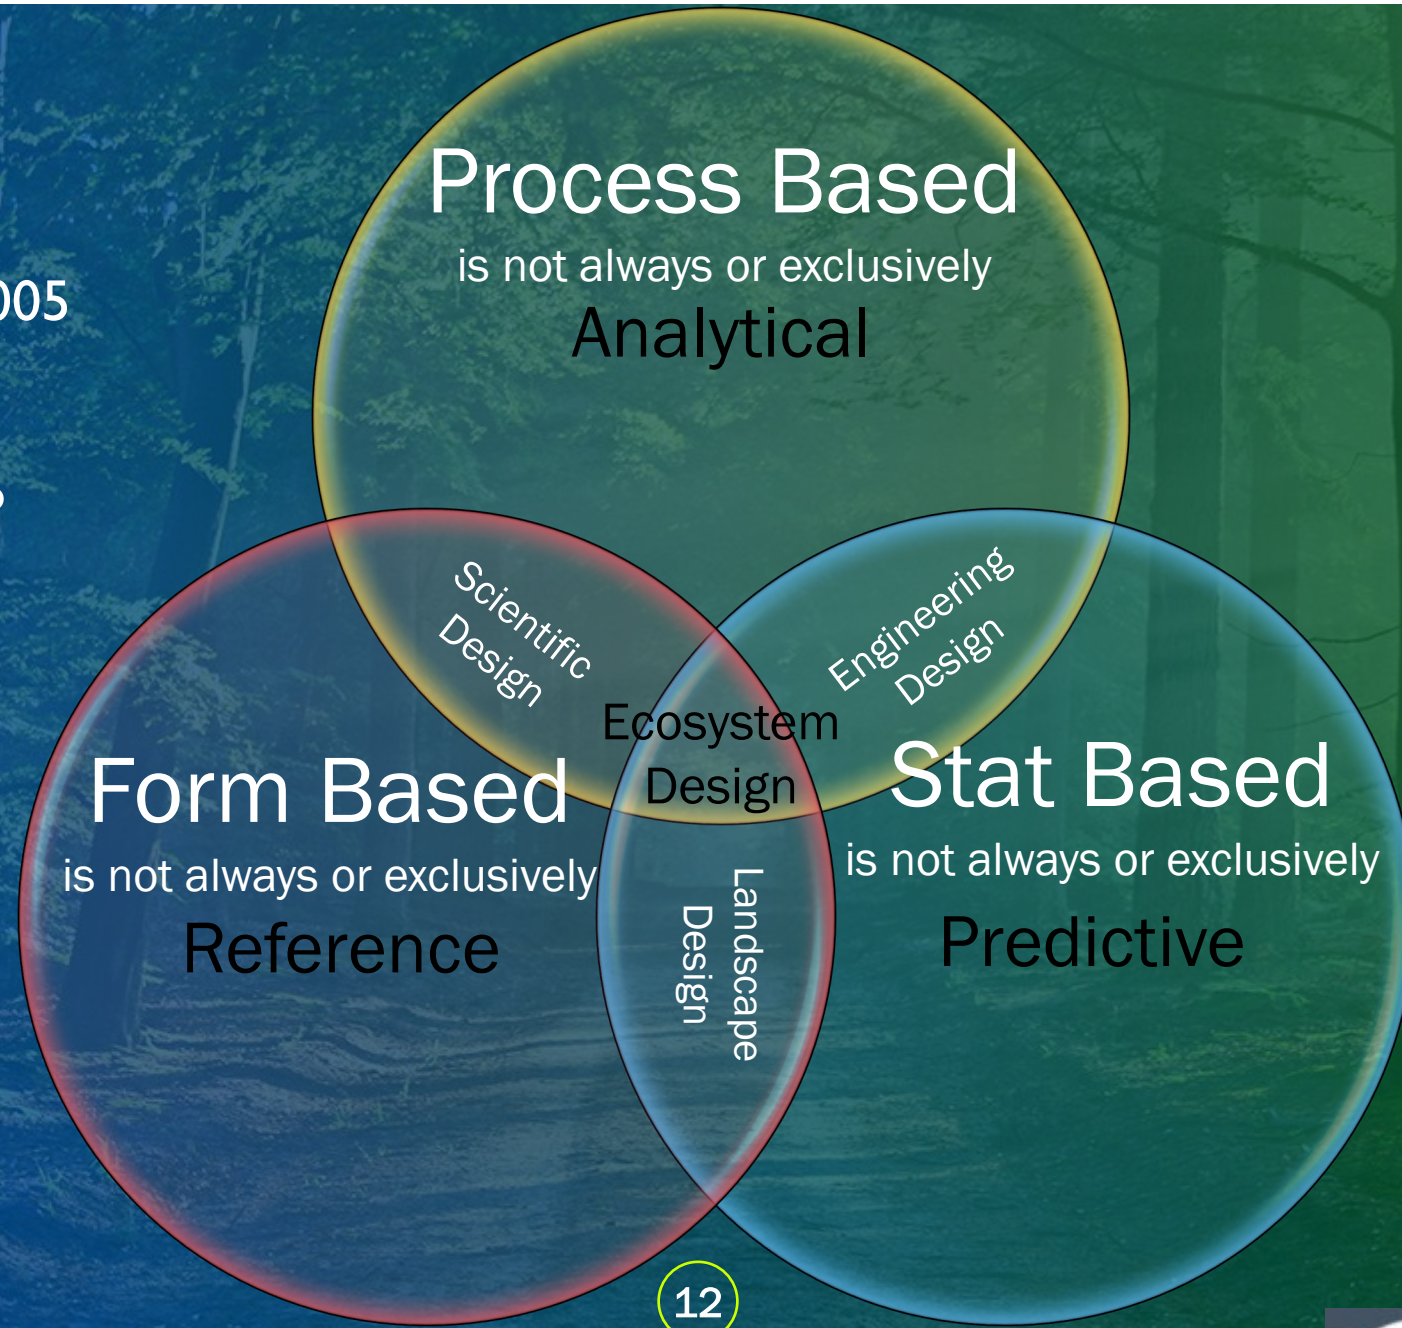 Process Based
is not always or exclusively
Analytical
005
Scientific
Design
Engineering
Design
Ecosystem
Design
Form Based
is not always or exclusively
Reference
Stat Based
is not always or exclusively
Predictive
Landscape
Design
12